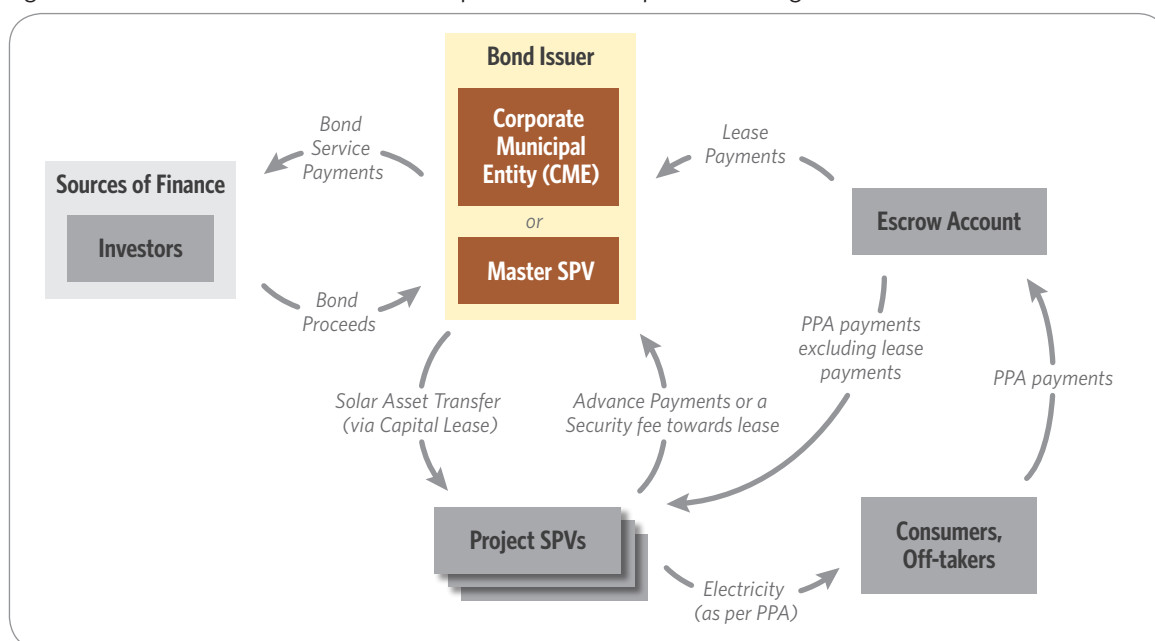 Bond Issuer
Corporate
Municipal
Entity (CME)
or
Master SPV
Bond
Service
Payments
Sources of Finance
Investors
Bond
Proceeds
Lease
Payments
Escrow Account
PPA payments
excluding lease
payments
PPA payments
Solar Asset Transfer
(via Capital Lease)
Advance Payments or a
Security fee towards lease
Project SPVs
Consumers,
Off-takers
Electricity
(as per PPA)